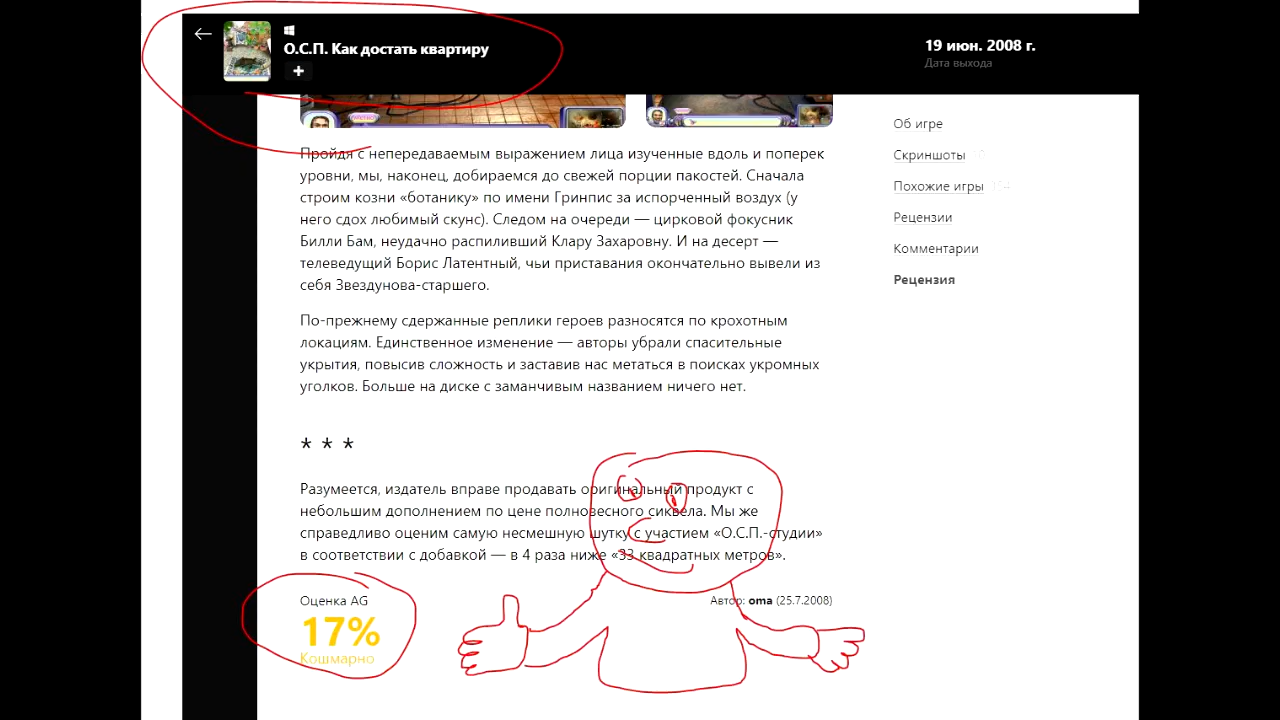 О.С.П. Как достать квартиру
19 июн. 2008 г.
Дата выхода
Об игре
Скриншоты
Похожие игры
Рецензии
Комментарии
Рецензия
Пройдя с непередаваемым выражением лица изученные вдоль и поперек
уровни, мы, наконец, добираемся до свежей порции пакостей. Сначала
строим козни «ботанику» по имени Гринпис за испорченный воздух (у
него сдох любимый скунс). Следом на очереди — цирковой фокусник
Билли Бам, неудачно распиливший Клару Захаровну. И на десерт —
телеведущий Борис Латентный, чьи приставания окончательно вывели из
себя Звездунова-старшего.
По-прежнему сдержанные реплики героев разносятся по крохотным
локациям. Единственное изменение — авторы убрали спасительные
укрытия, повысив сложность и заставив нас метаться в поисках укромных
уголков. Больше на диске с заманчивым названием ничего нет.
* * *
Разумеется, издатель вправе продавать оригинальный продукт с
небольшим дополнением по цене полновесного сиквела. Мы же
справедливо оценим самую несмешную шутку с участием «О.С.П.-студии»
в соответствии с добавкой — в 4 раза ниже «33 квадратных метров».
Оценка AG
17%
Кошмарно
Автор: oma (25.7.2008)